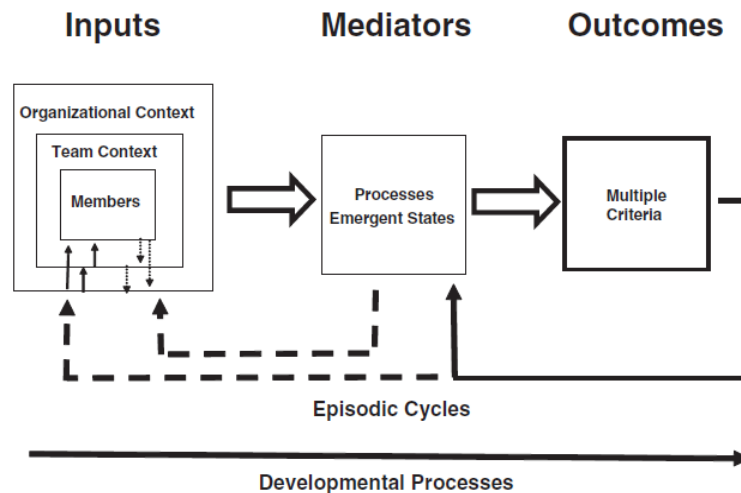 Inputs
Mediators
Outcomes
Organizational Context
Team Context
Members
Processes
Emergent States
Multiple
Criteria
Episodic Cycles
Developmental Processes